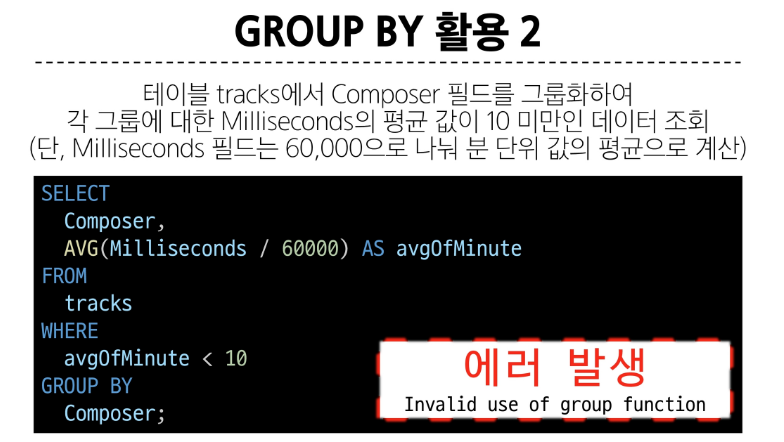 GROUP BY 활용 2
테이블 tracks에서 Composer 필드를 그룹화하여
각 그룹에 대한 Milliseconds의 평균 값이 10 미만인 데이터 조회
(단, Milliseconds 필드는 60,000으로 나눠 분 단위 값의 평균으로 계산)
SELECT
Composer,
AVG(Milliseconds / 60000) AS avgOfMinute
FROM
tracks
WHERE
avgOfMinute < 10
GROUP BY
Composer;
에러 발생
Invalid use of group function